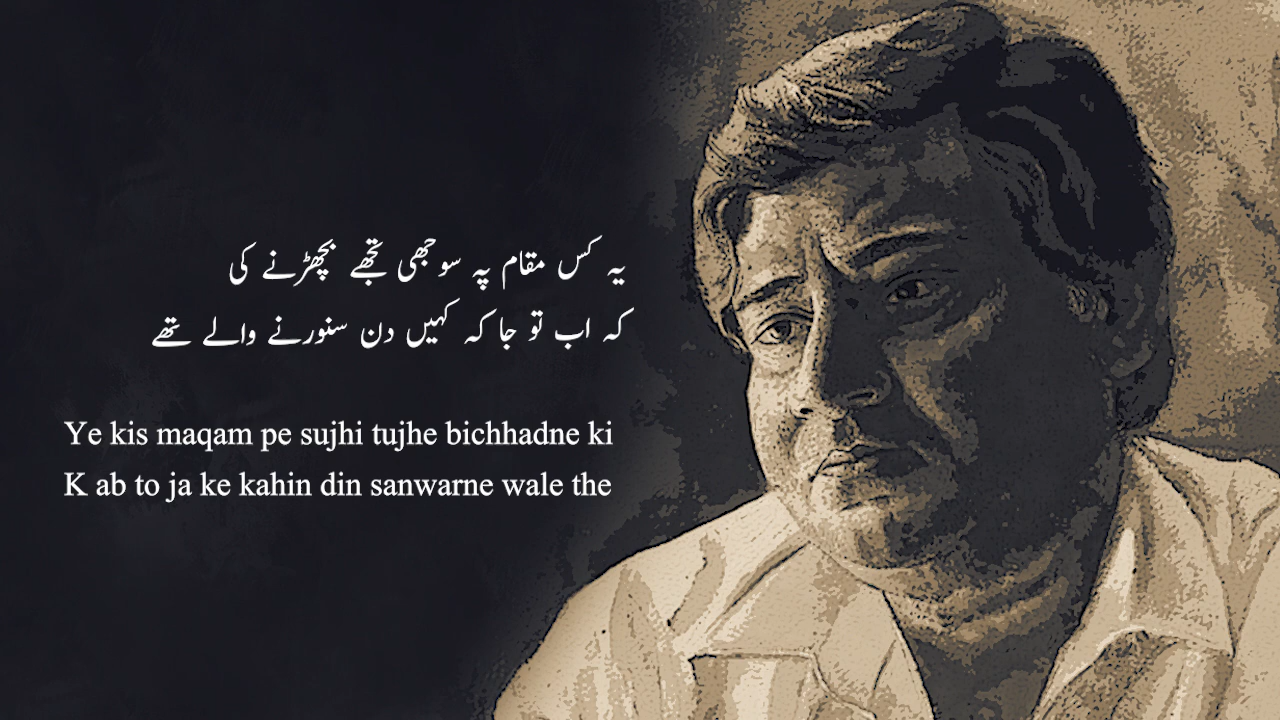 یہ کس مقام پہ سوجھی تجھے بچھڑنے کی
کہ اب تو جا کہ کہیں دن سنورنے والے تھے
Ye kis maqam pe sujhi tujhe bichhadne ki
K ab to ja ke kahin din sanwarne wale the